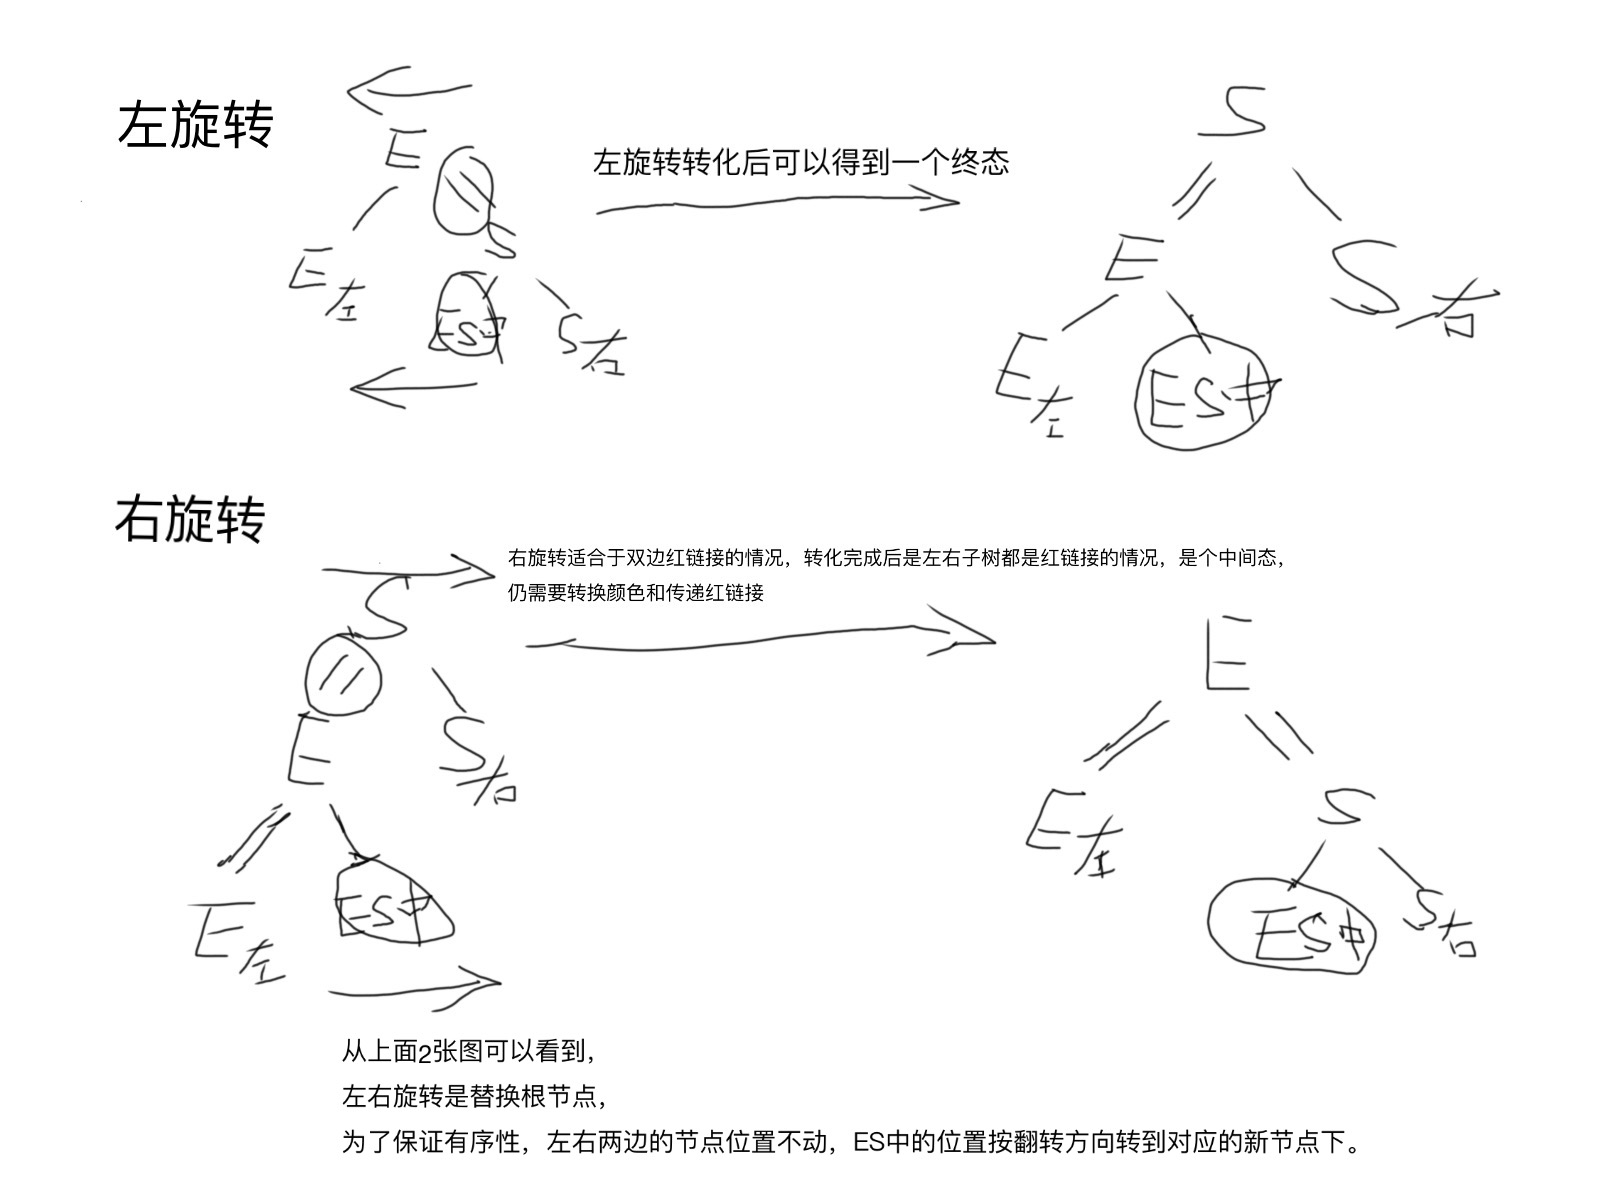 左旋转
E
S
左旋转转化后可以得到一个终态
E左
ES中
S右
S
E
S右
E左
ES中
右旋转
右旋转适合于双边红链接的情况，转化完成后是左右子树都是红链接的情况，是个中间态，
仍需要转换颜色和传递红链接
S
E
S右
E左
ES中
E
E左
S
ES中
S右
从上面2张图可以看到，
左右旋转是替换根节点，
为了保证有序性，左右两边的节点位置不动，ES中的位置按翻转方向转到对应的新节点下。